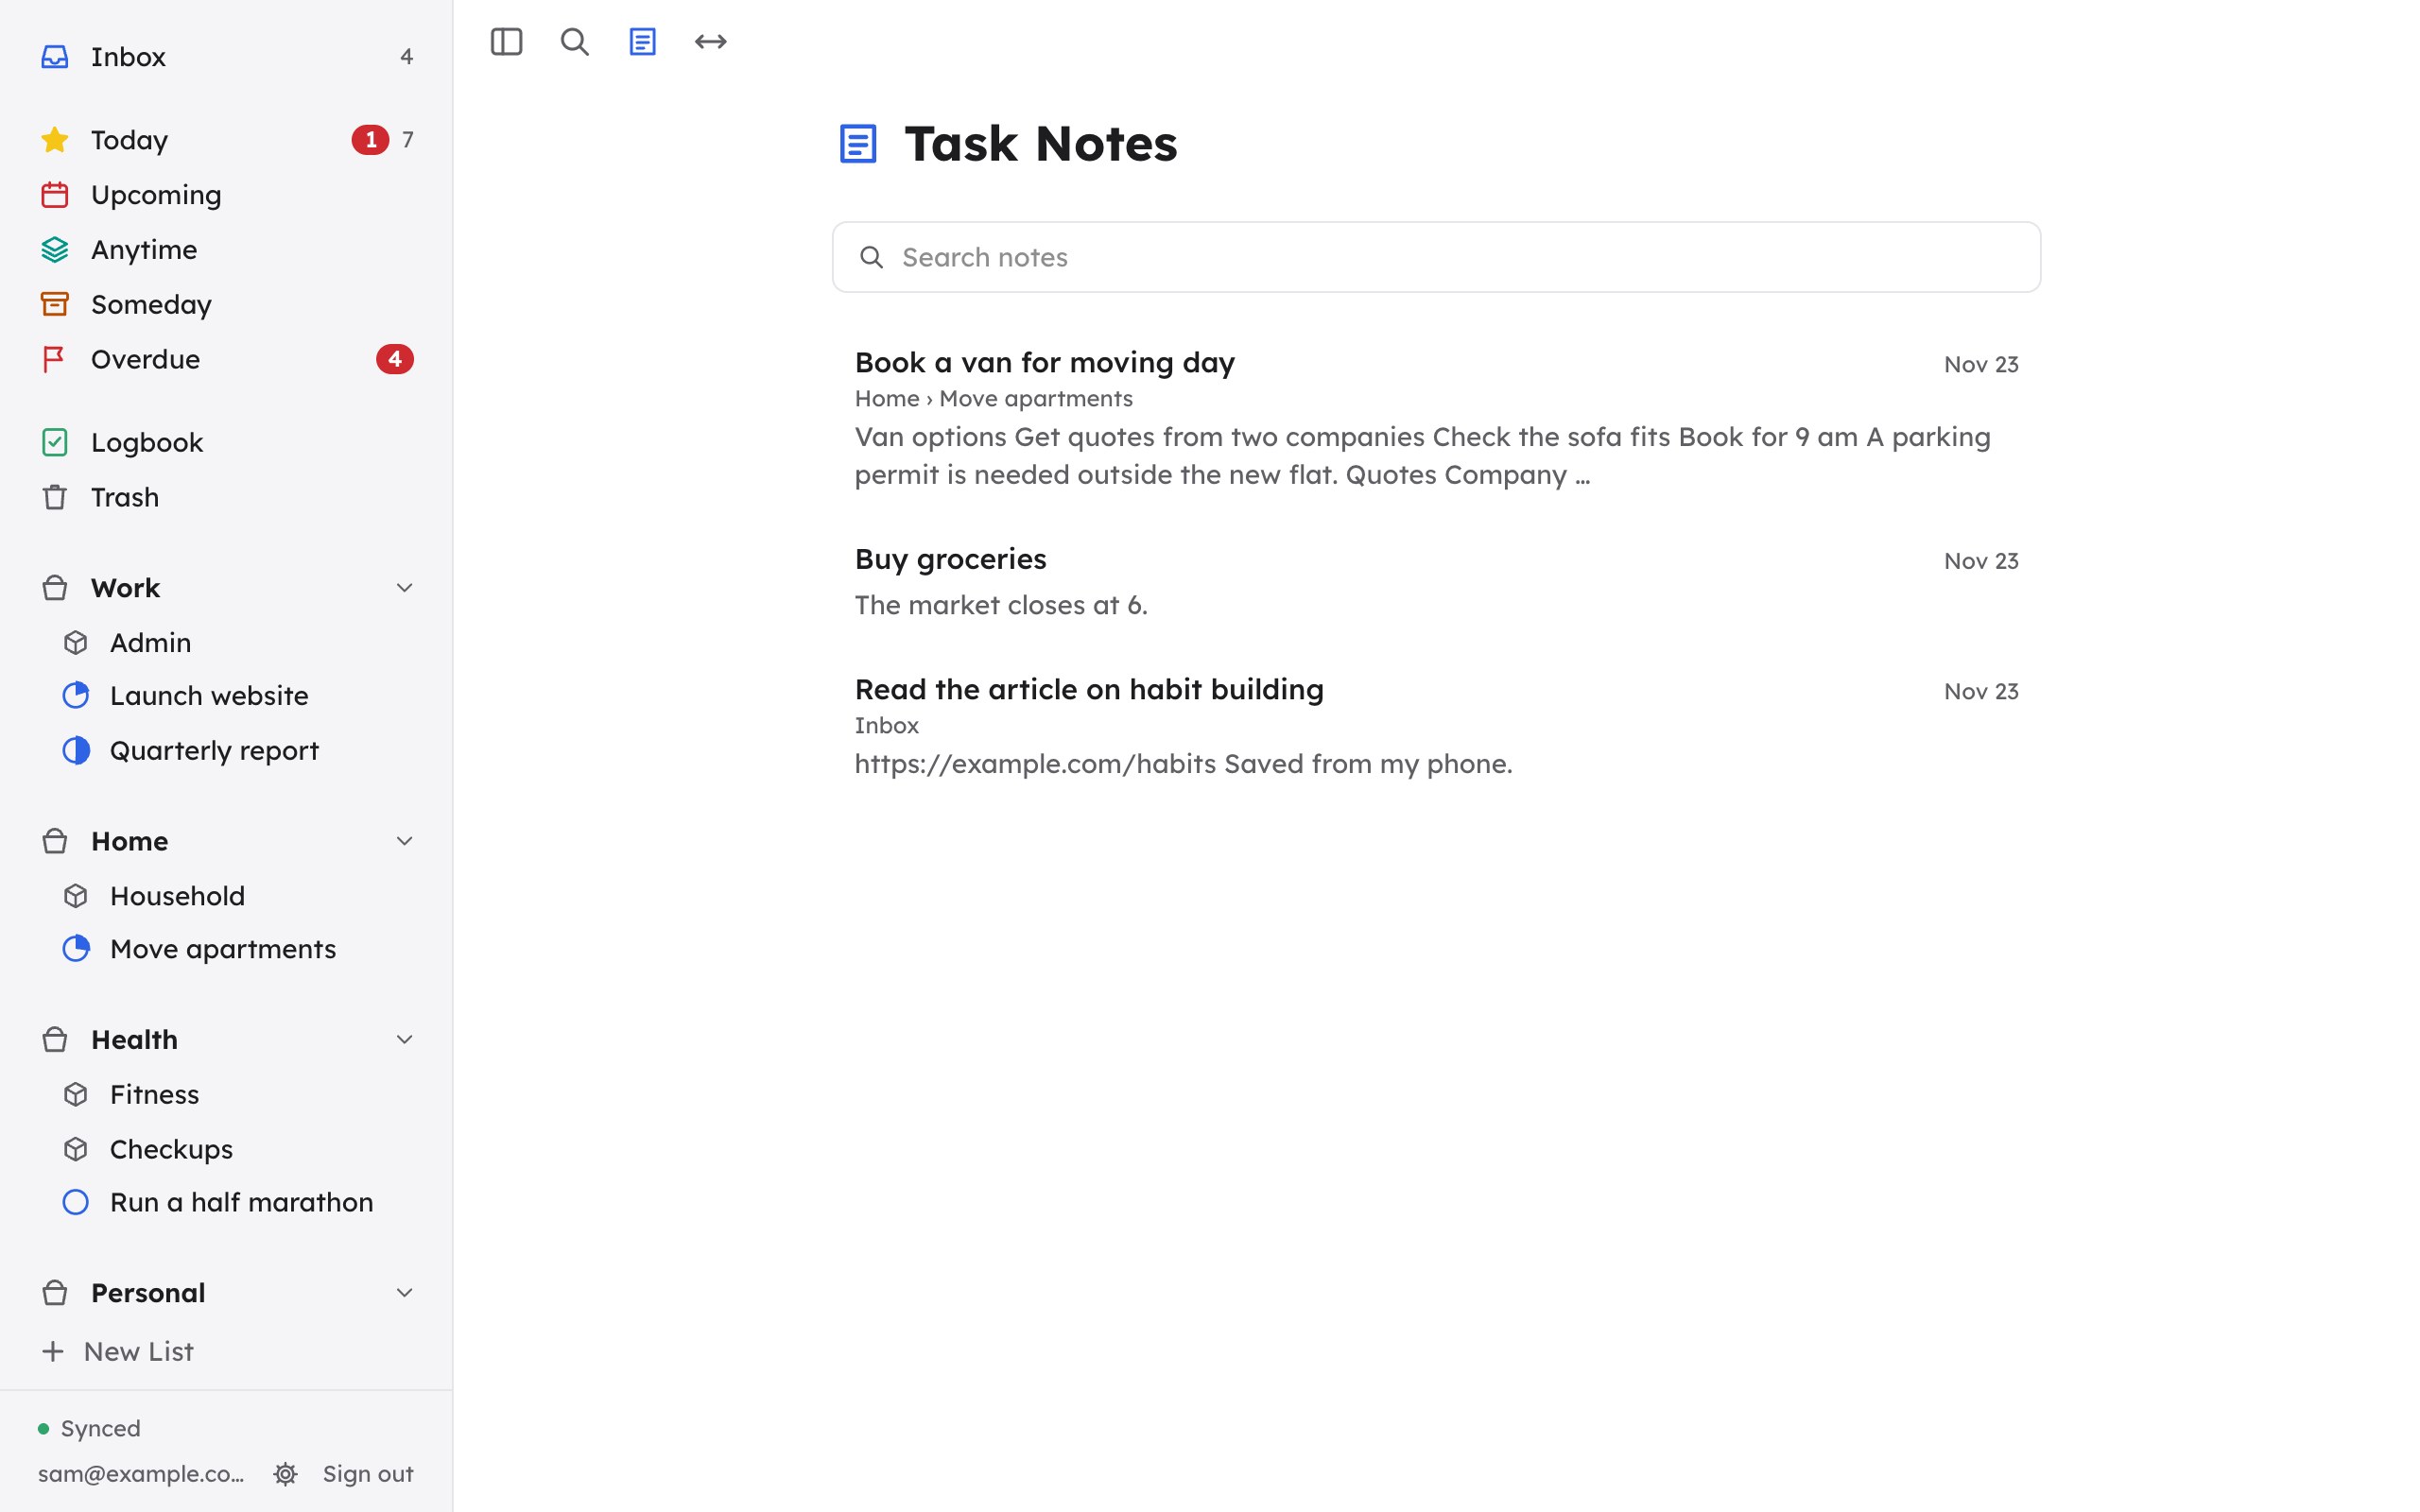 Inbox 4
Today 1 7
Upcoming
Anytime
Someday
Overdue 4
Logbook
Trash
Work
Admin
Launch website
Quarterly report
Home
Household
Move apartments
Health
Fitness
Checkups
Run a half marathon
Personal
New List
Synced
sam@example.co… Sign out
Task Notes
Search notes
Book a van for moving day Nov 23
Home › Move apartments
Van options Get quotes from two companies Check the sofa fits Book for 9 am A parking
permit is needed outside the new flat. Quotes Company …
Buy groceries Nov 23
The market closes at 6.
Read the article on habit building Nov 23
Inbox
https://example.com/habits Saved from my phone.